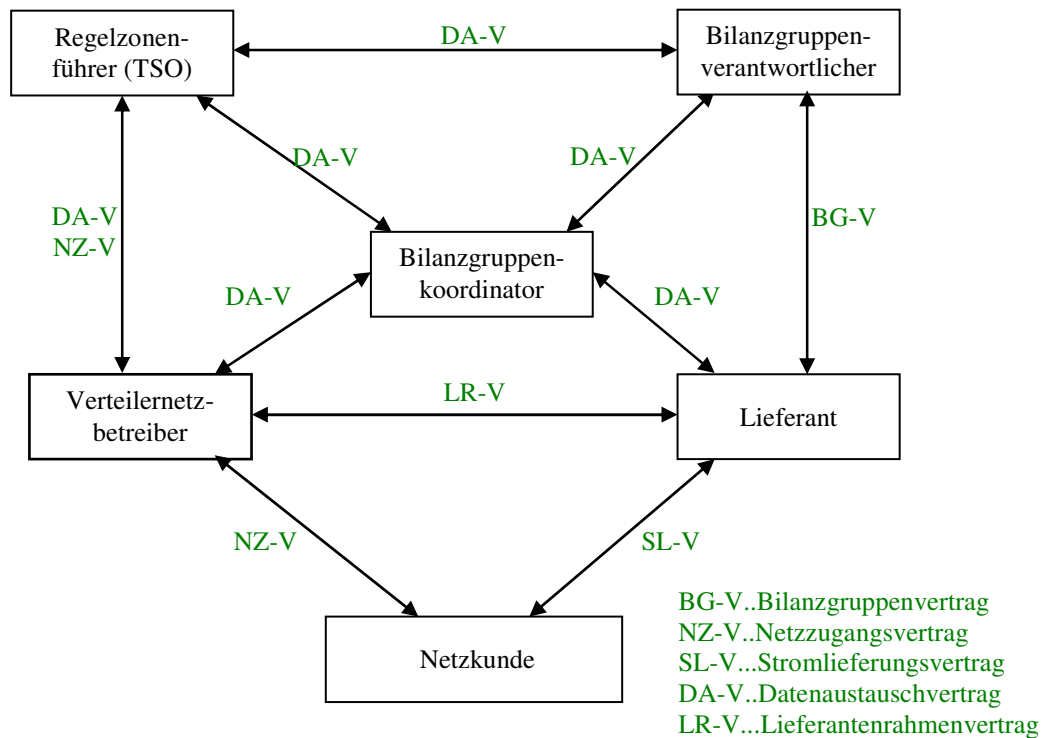 Regelzonen-
führer (TSO)
DA-V
Bilanzgruppen-
verantwortlicher
DA-V
DA-V
DA-V
NZ-V
BG-V
Bilanzgruppen-
koordinator
DA-V
DA-V
Verteilernetz-
betreiber
LR-V
Lieferant
NZ-V
SL-V
Netzkunde
BG-V..Bilanzgruppenvertrag
NZ-V..Netzzugangsvertrag
SL-V...Stromlieferungsvertrag
DA-V..Datenaustauschvertrag
LR-V...Lieferantenrahmenvertrag